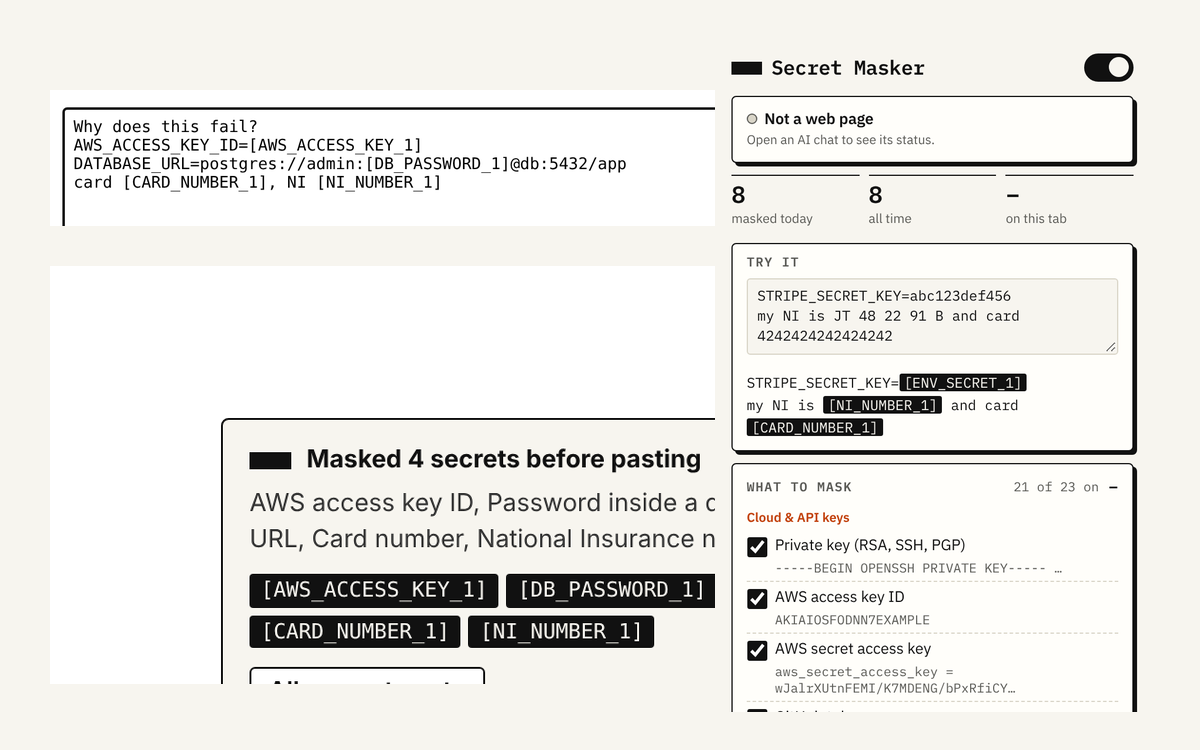 Why does this fail?
AWS_ACCESS_KEY_ID=[AWS_ACCESS_KEY_1]
DATABASE_URL=postgres://admin:[DB_PASSWORD_1]@db:5432/app
card [CARD_NUMBER_1], NI [NI_NUMBER_1]
Masked 4 secrets before pasting
AWS access key ID, Password inside a
URL, Card number, National Insurance
[AWS_ACCESS_KEY_1] [DB_PASSWORD_1]
[CARD_NUMBER_1] [NI_NUMBER_1]
Secret Masker
Not a web page
Open an AI chat to see its status.
8 8 –
masked today all time on this tab
TRY IT
STRIPE_SECRET_KEY=abc123def456
my NI is JT 48 22 91 B and card
4242424242424242
STRIPE_SECRET_KEY=[ENV_SECRET_1]
my NI is [NI_NUMBER_1] and card
[CARD_NUMBER_1]
WHAT TO MASK 21 of 23 on –
Cloud & API keys
Private key (RSA, SSH, PGP)
-----BEGIN OPENSSH PRIVATE KEY----- …
AWS access key ID
AKIAIOSFODNN7EXAMPLE
AWS secret access key
aws_secret_access_key =
wJalrXUtnFEMI/K7MDENG/bPxRfiCY…